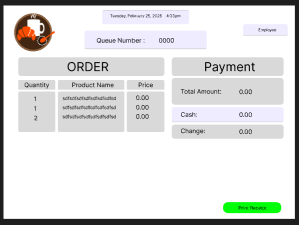 Tuesday, February 25, 2025 4:03pm
Employee
Queue Number : 0000
ORDER
Payment
Quantity Product Name Price
1 sdfsdfsdfsdfsdfsdfsdfsd 0.00
1 sdfsdfsdfsdfsdfsdfsdfsd 0.00
2 sdfsdfsdfsdfsdfsdfsdfsd 0.00
Total Amount: 0.00
Cash: 0.00
Change: 0.00
Print Receipt